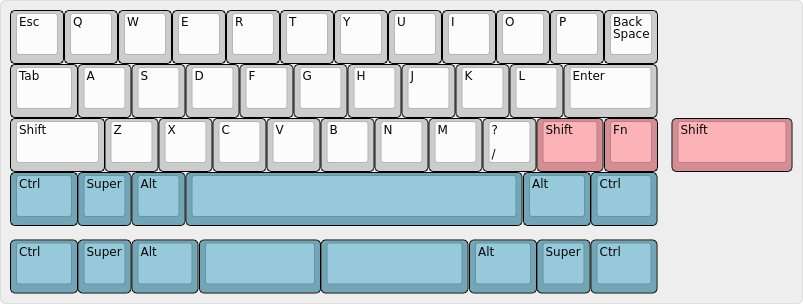 Esc Q W E R T Y U I O P Back
Space
Tab A S D F G H J K L Enter
Shift Z X C V B N M ? Shift Fn Shift
/
Ctrl Super Alt Alt Ctrl
Ctrl Super Alt Alt Super Ctrl